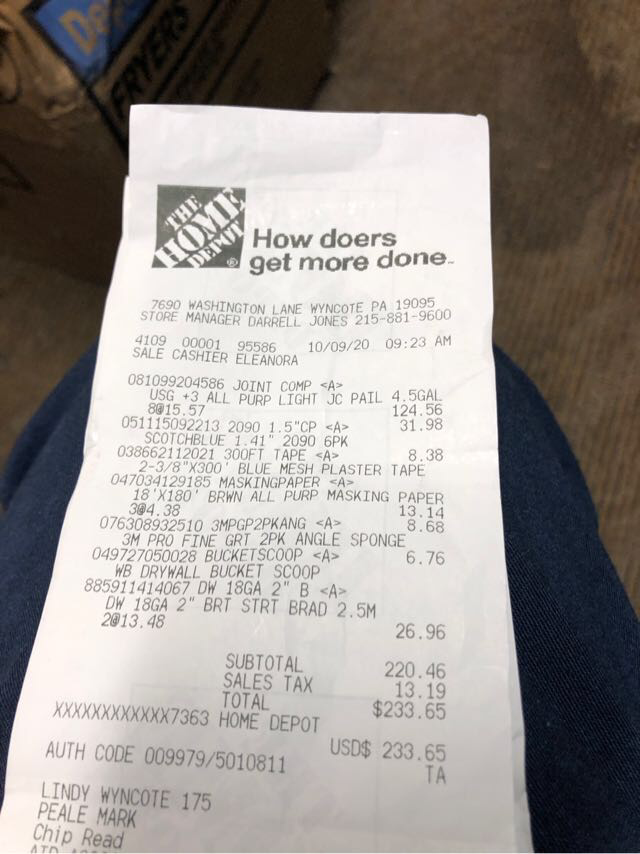 De
FRYERS
THE
HOME
DEPOT
®
How doers
get more done™
7690 WASHINGTON LANE WYNCOTE PA 19095
STORE MANAGER DARRELL JONES 215-881-9600
4109 00001 95586 10/09/20 09:23 AM
SALE CASHIER ELEANORA
081099204586 JOINT COMP <A>
USG +3 ALL PURP LIGHT JC PAIL 4.5GAL
8@15.57 124.56
051115092213 2090 1.5"CP <A> 31.98
SCOTCHBLUE 1.41" 2090 6PK
038662112021 300FT TAPE <A> 8.38
2-3/8"X300' BLUE MESH PLASTER TAPE
047034129185 MASKINGPAPER <A>
18'X180' BRWN ALL PURP MASKING PAPER
3@4.38 13.14
076308932510 3MPGP2PKANG <A> 8.68
3M PRO FINE GRT 2PK ANGLE SPONGE
049727050028 BUCKETSCOOP <A> 6.76
WB DRYWALL BUCKET SCOOP
885911414067 DW 18GA 2" B <A>
DW 18GA 2" BRT STRT BRAD 2.5M
2@13.48 26.96
SUBTOTAL 220.46
SALES TAX 13.19
TOTAL $233.65
XXXXXXXXXXXX7363 HOME DEPOT
USD$ 233.65
AUTH CODE 009979/5010811 TA
LINDY WYNCOTE 175
PEALE MARK
Chip Read